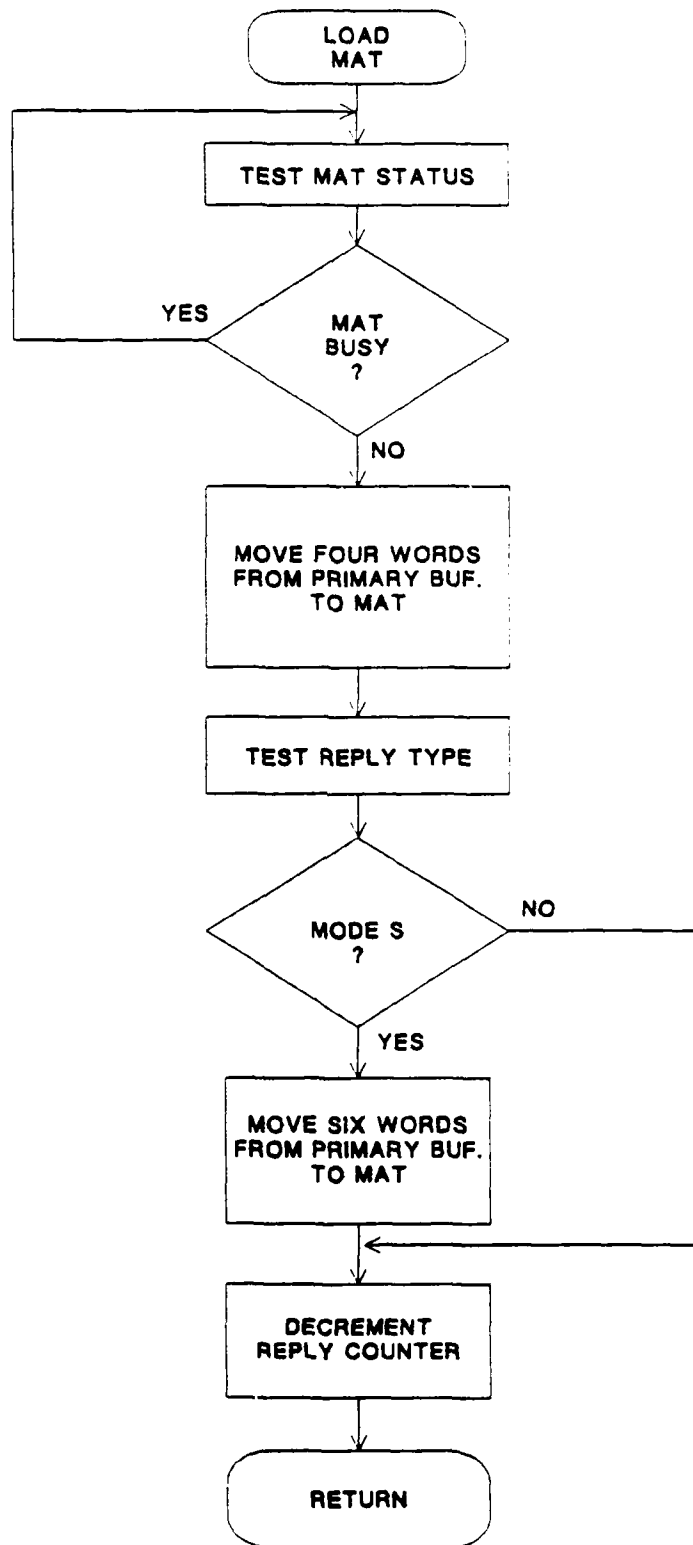 LOAD
MAT
TEST MAT STATUS
YES
MAT
BUSY
?
NO
MOVE FOUR WORDS
FROM PRIMARY BUF.
TO MAT
TEST REPLY TYPE
NO
MODE S
?
YES
MOVE SIX WORDS
FROM PRIMARY BUF.
TO MAT
DECREMENT
REPLY COUNTER
RETURN